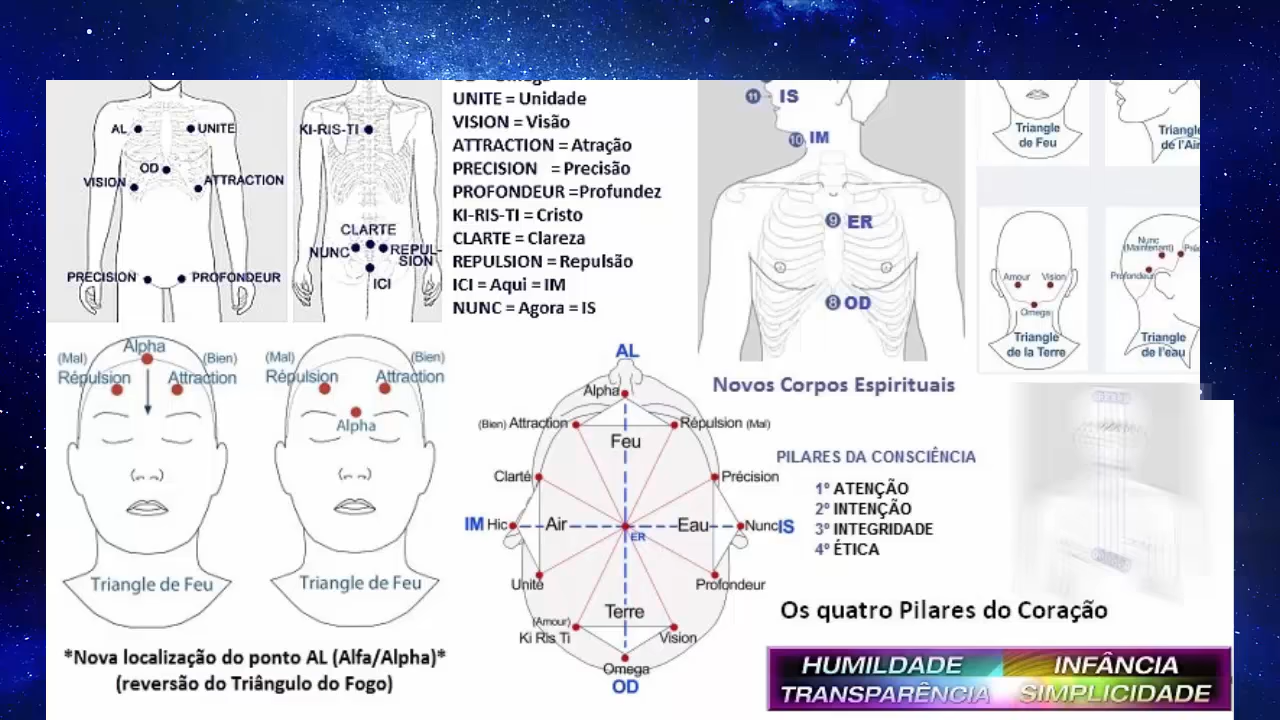 AL
UNITE
OD
VISION
ATTRACTION
PRECISION
PROFONDEUR
KI-RIS-TI
CLARTE
NUNC
REPUL-
SION
ICI
UNITE = Unidade
VISION = Visão
ATTRACTION = Atração
PRECISION = Precisão
PROFONDEUR =Profundez
KI-RIS-TI = Cristo
CLARTE = Clareza
REPULSION = Repulsão
ICI = Aqui = IM
NUNC = Agora = IS
11 IS
10 IM
9 ER
8 OD
Triangle
de Feu
Triangl
de l'Air
Amour
Vision
Omega
Triangle
de la Terre
Nunc
(Maintenant)
Profondeur
Triangle
de l'eau
Alpha
(Mal)
(Bien)
Répulsion
Attraction
Triangle de Feu
(Mal)
(Bien)
Répulsion
Attraction
Alpha
Triangle de Feu
*Nova localização do ponto AL (Alfa/Alpha)*
(reversão do Triângulo do Fogo)
AL
Alpha
(Bien) Attraction
Répulsion (Mal)
Feu
Clarté
Précision
IM Hic
Air
Eau
Nunc IS
ER
Unité
Profondeur
Terre
(Amour)
Ki Ris Ti
Vision
Omega
OD
Novos Corpos Espirituais
PILARES DA CONSCIÊNCIA
1º ATENÇÃO
2º INTENÇÃO
3º INTEGRIDADE
4º ÉTICA
Os quatro Pilares do Coração
HUMILDADE
INFÂNCIA
TRANSPARÊNCIA
SIMPLICIDADE